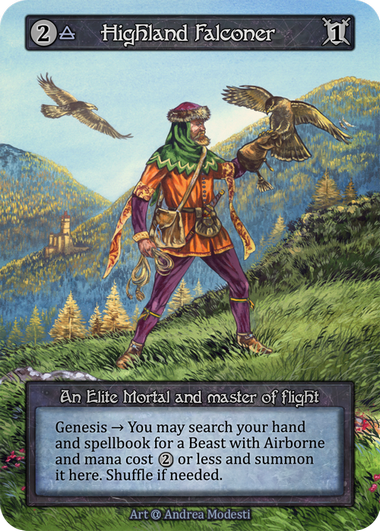 2 Highland Falconer 1
An Elite Mortal and master of flight
Genesis → You may search your hand
and spellbook for a Beast with Airborne
and mana cost 2 or less and summon
it here. Shuffle if needed.
Art @ Andrea Modesti